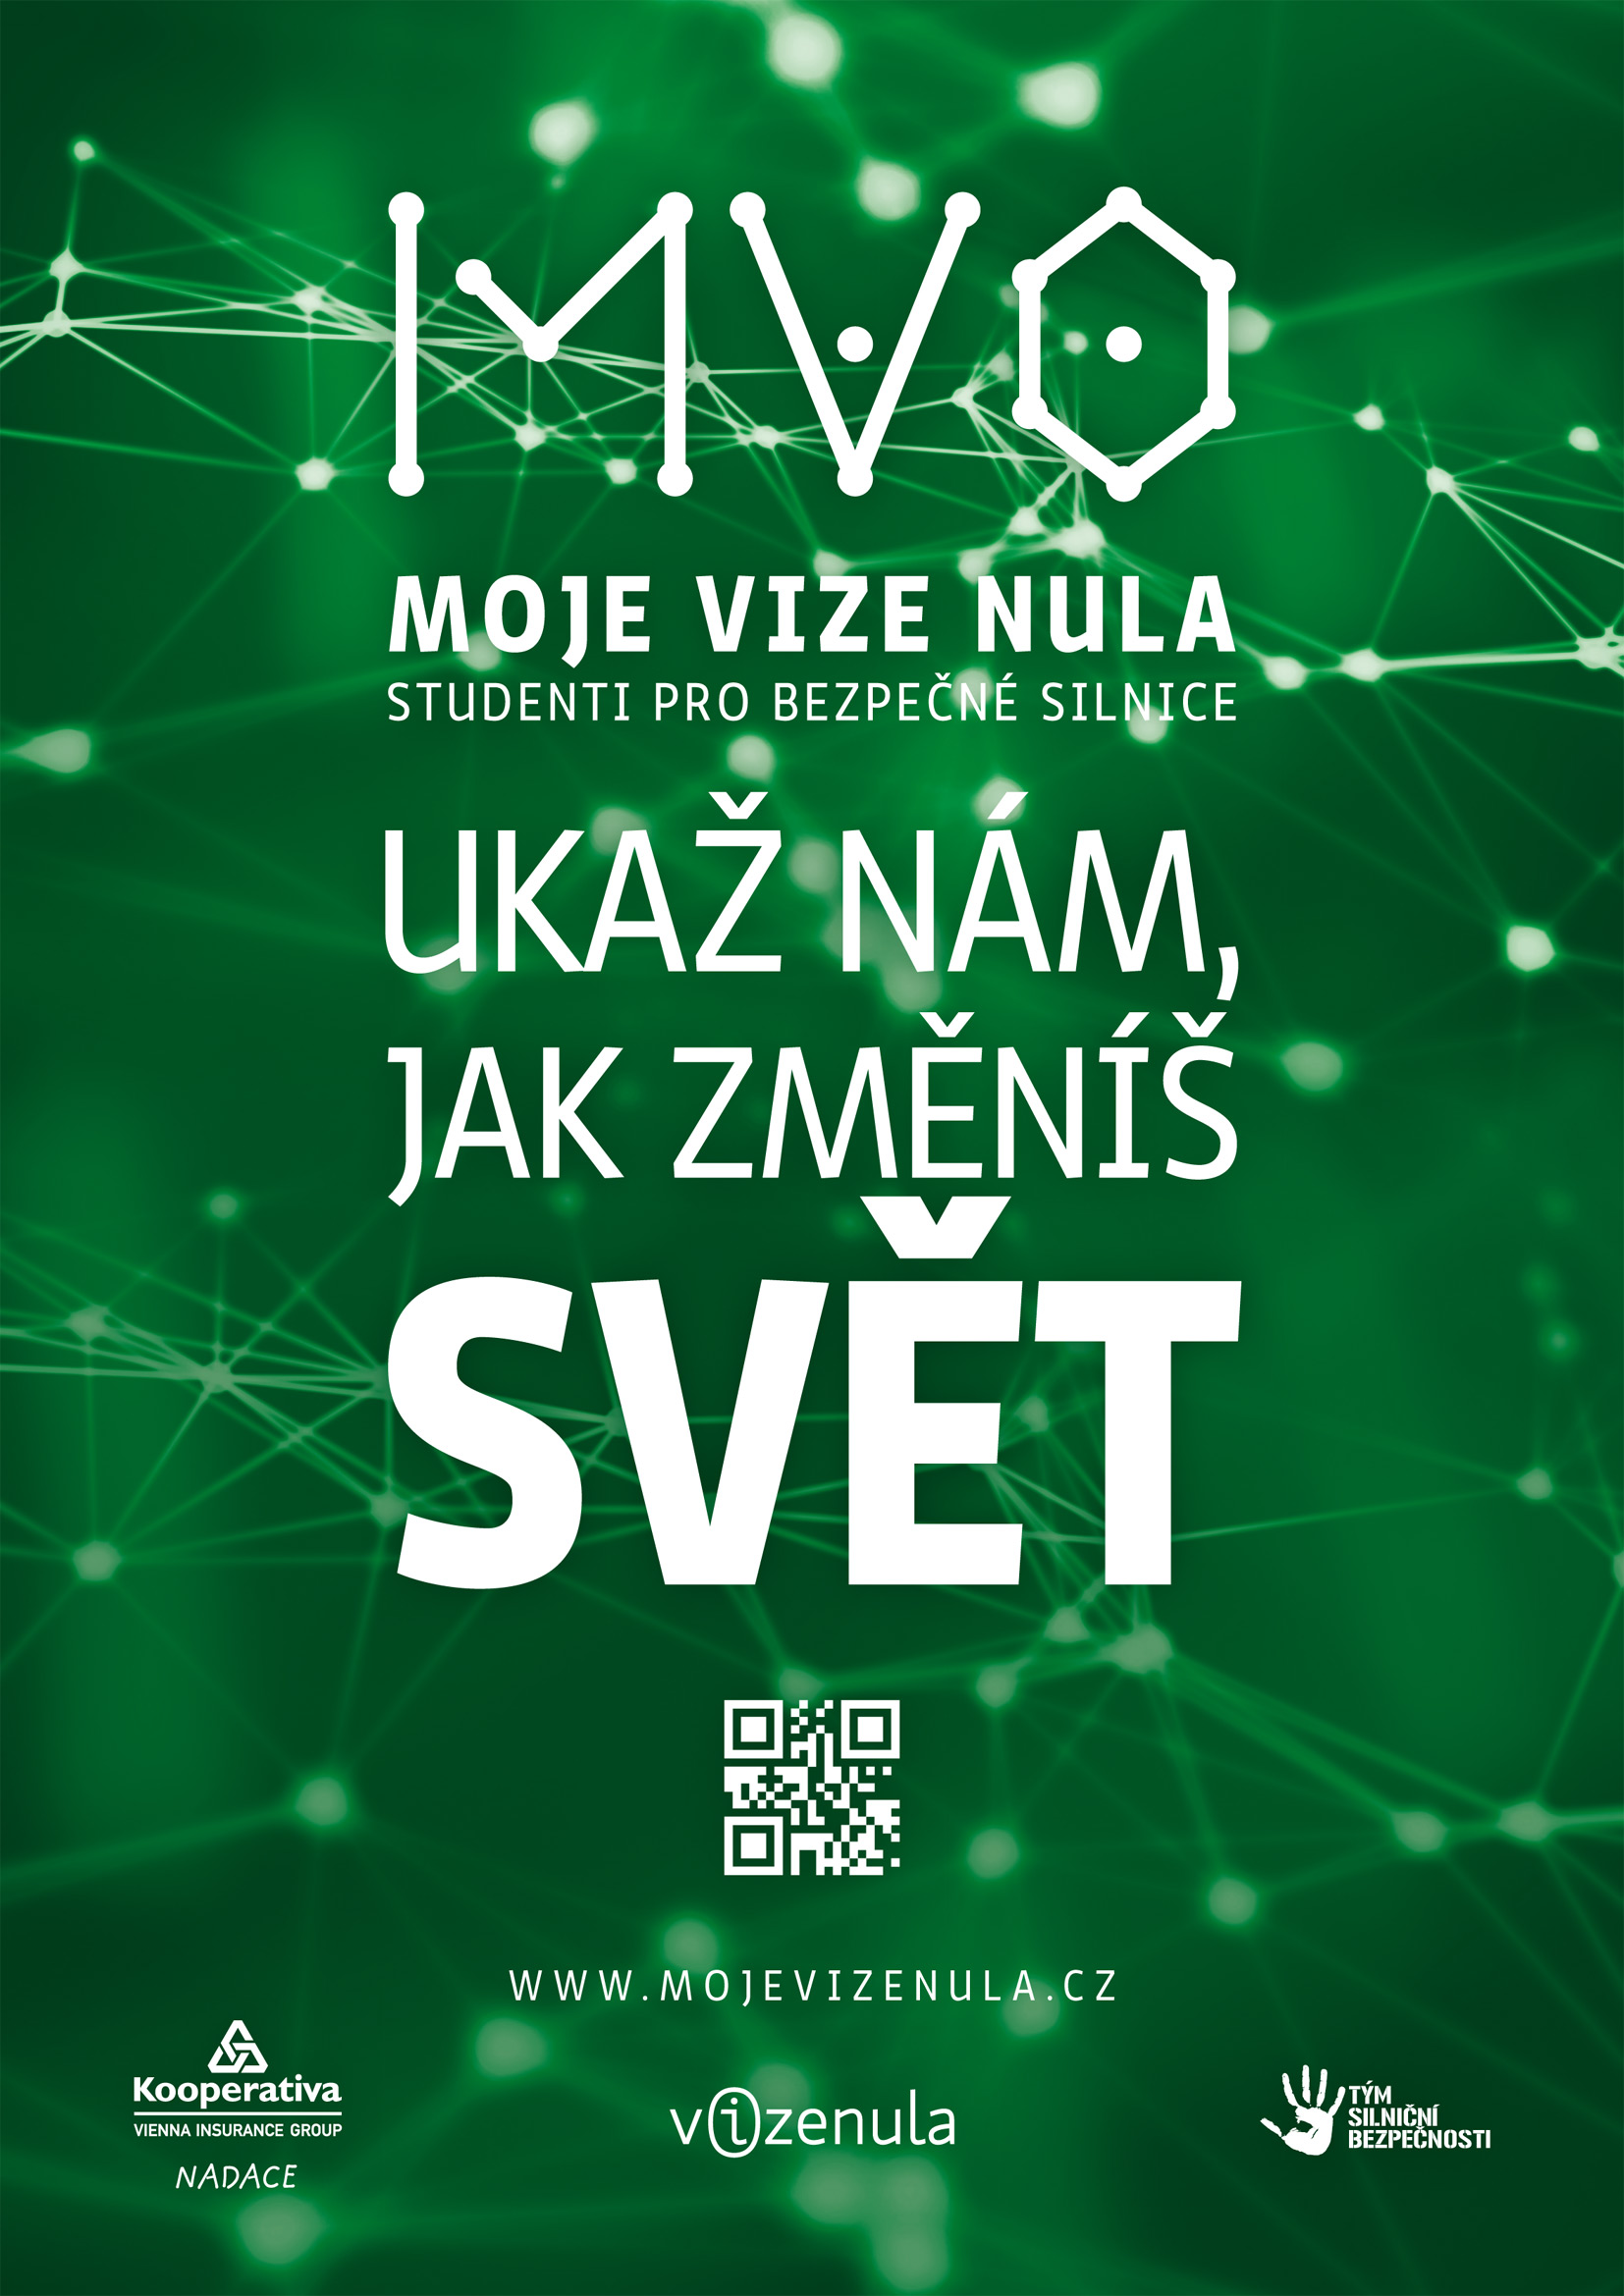 MV0
MOJE VIZE NULA
STUDENTI PRO BEZPEČNÉ SILNICE
UKAŽ NÁM,
JAK ZMĚNÍŠ
SVĚT
WWW.MOJEVIZENULA.CZ
Kooperativa
VIENNA INSURANCE GROUP
NADACE
vizenula
TÝM
SILNIČNÍ
BEZPEČNOSTI